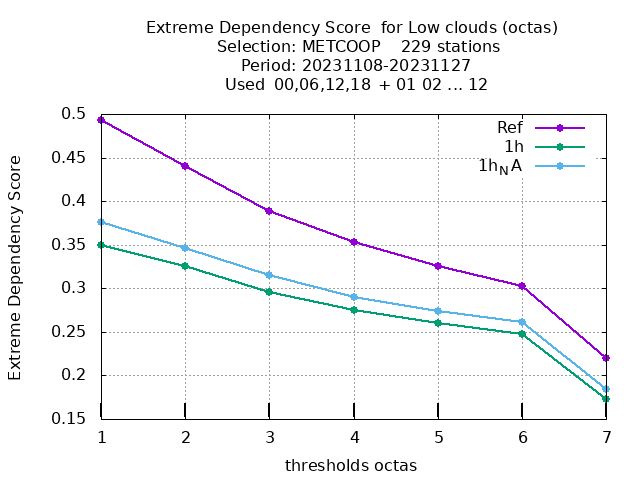 Extreme Dependency Score  for Low clouds (octas)
Selection: METCOOP    229 stations
Period: 20231108-20231127
Used  00,06,12,18 + 01 02 ... 12
0.5
0.45
0.4
0.35
0.3
0.25
0.2
0.15
Extreme Dependency Score
Ref
1h
1h_NA
1 2 3 4 5 6 7
thresholds octas